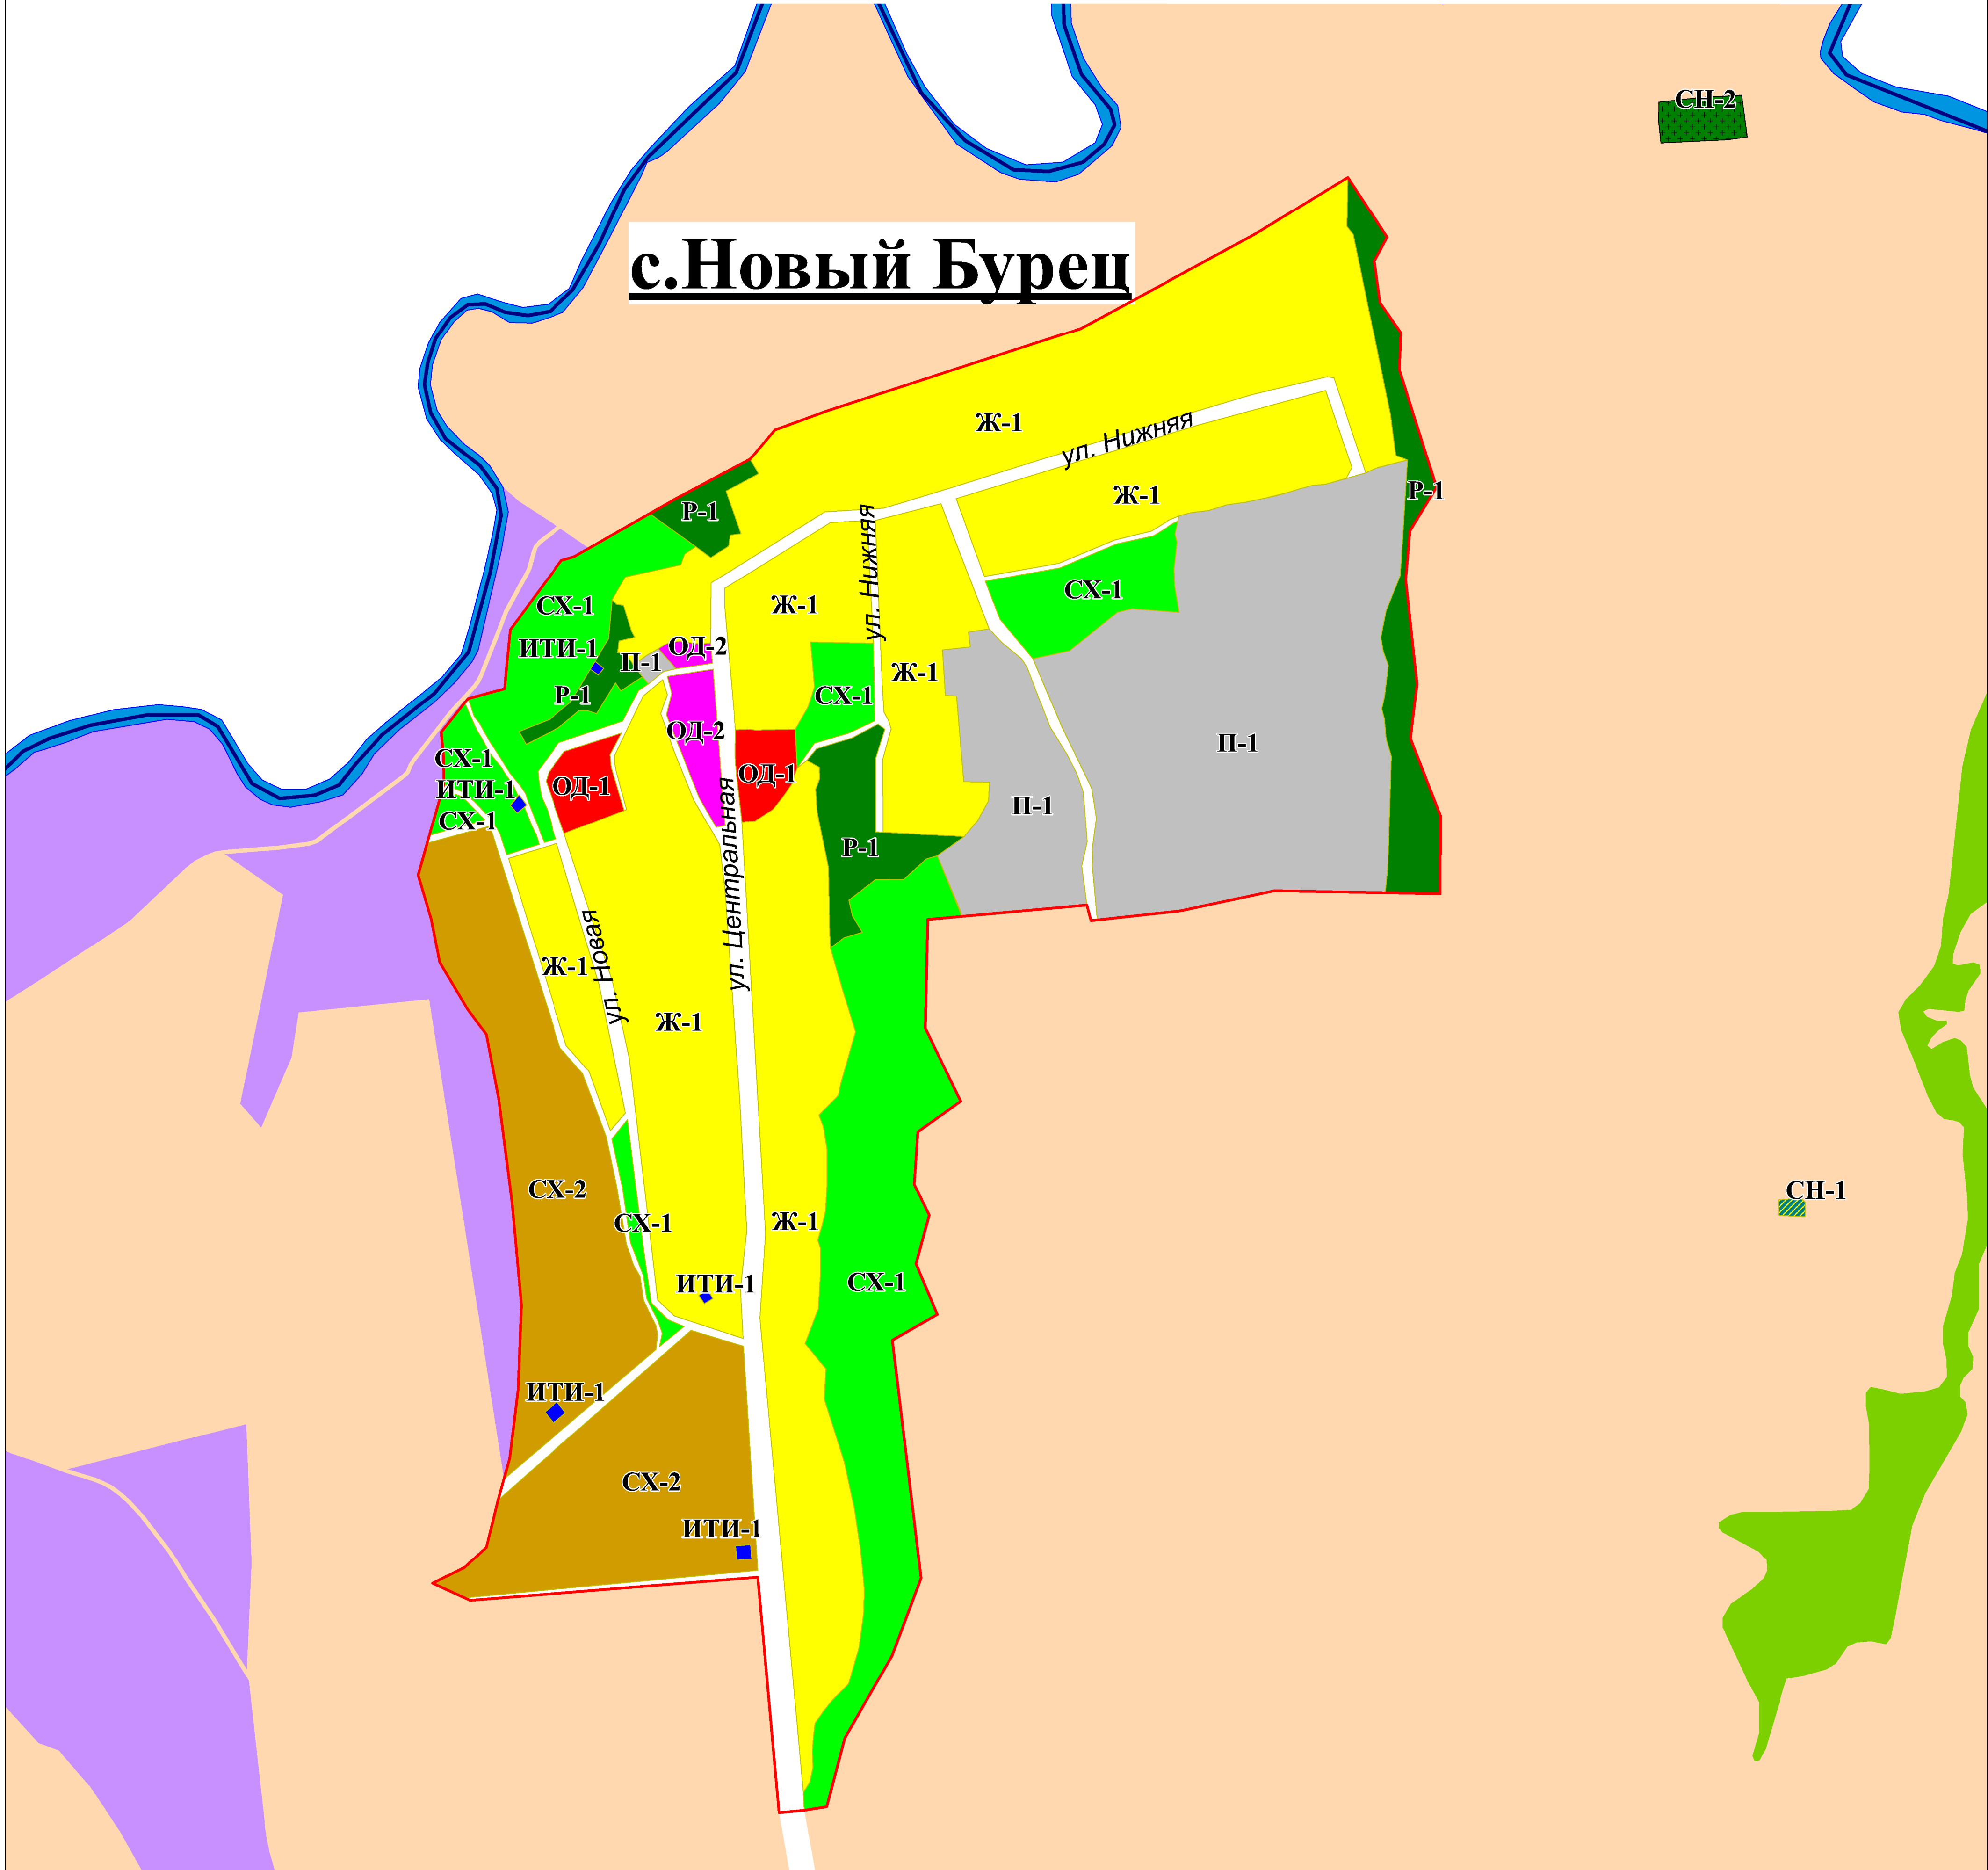 СН-2
с.Новый Бурец
Ж-1
ул. Нижняя
Ж-1
Р-1
Р-1
ул. Нижняя
СХ-1
СХ-1
Ж-1
ИТИ-1
П-1
ОД-2
Ж-1
Р-1
СХ-1
ОД-2
П-1
СХ-1
ОД-1
ИТИ-1
ОД-1
П-1
СХ-1
Р-1
ул. Центральная
ул. Новая
Ж-1
Ж-1
СХ-2
СН-1
СХ-1
Ж-1
ИТИ-1
СХ-1
ИТИ-1
СХ-2
ИТИ-1